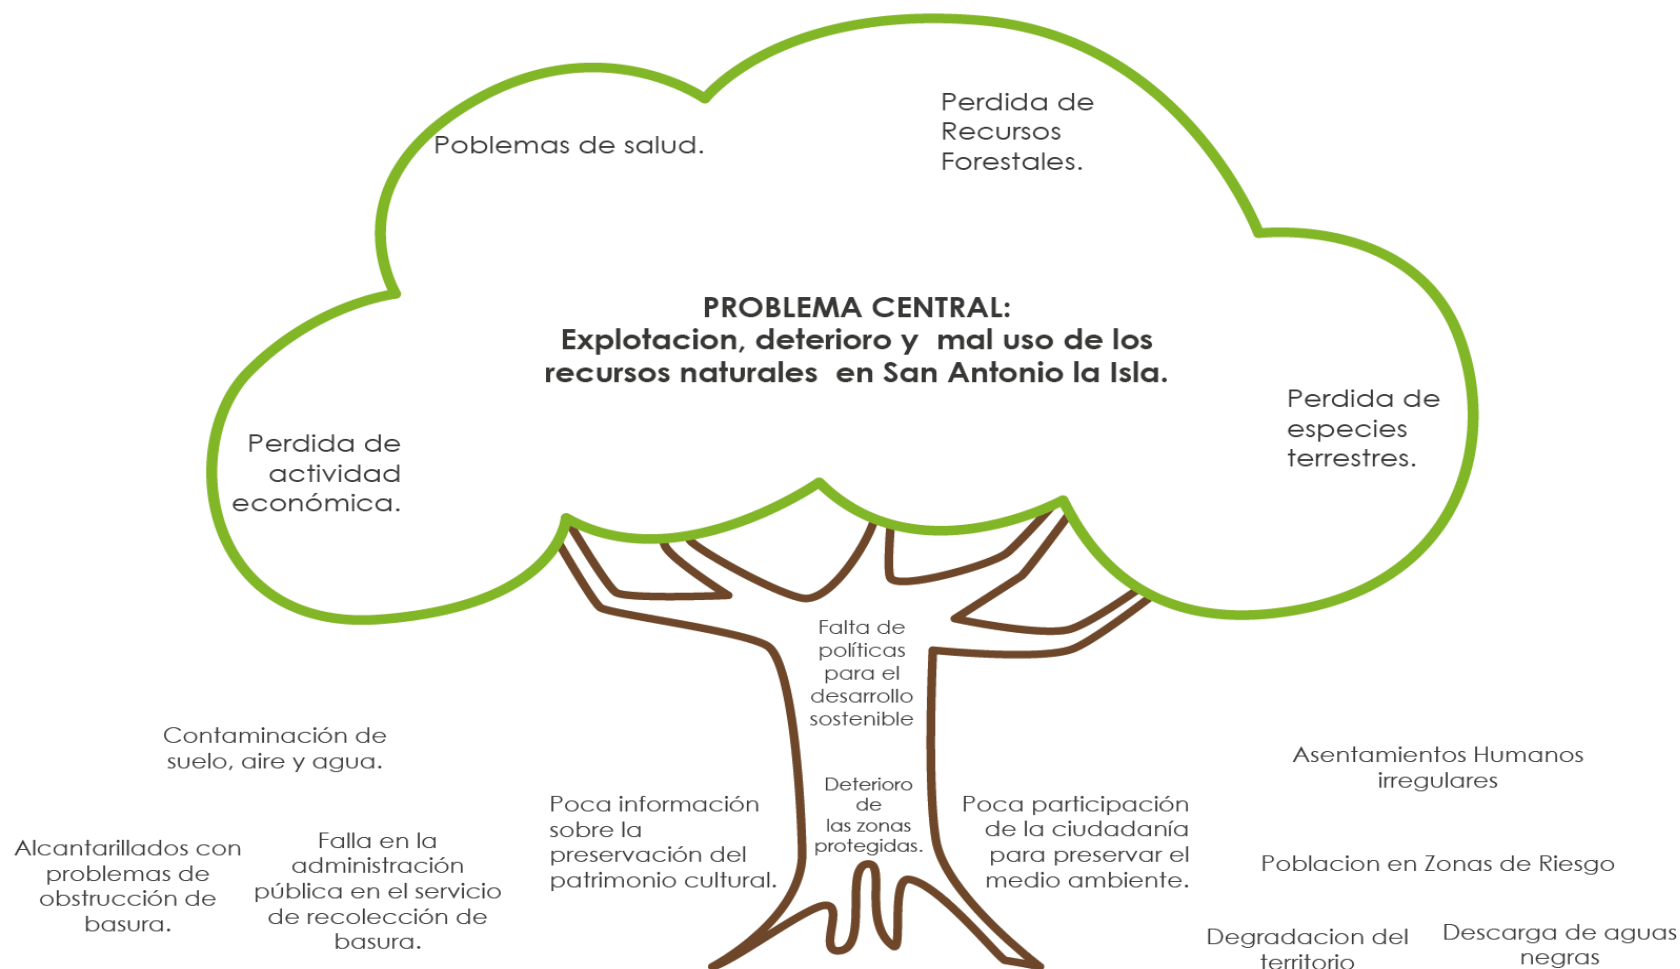 Poblemas de salud.
Perdida de
Recursos
Forestales.
PROBLEMA CENTRAL:
Explotacion, deterioro y mal uso de los
recursos naturales en San Antonio la Isla.
Perdida de
actividad
económica.
Perdida de
especies
terrestres.
Falta de
políticas
para el
desarrollo
sostenible
Deterioro
de
las zonas
protegidas.
Contaminación de
suelo, aire y agua.
Alcantarillados con
problemas de
obstrucción de
basura.
Falla en la
administración
pública en el servicio
de recolección de
basura.
Poca información
sobre la
preservación del
patrimonio cultural.
Poca participación
de la ciudadanía
para preservar el
medio ambiente.
Asentamientos Humanos
irregulares
Poblacion en Zonas de Riesgo
Degradacion del
territorio
Descarga de aguas
negras